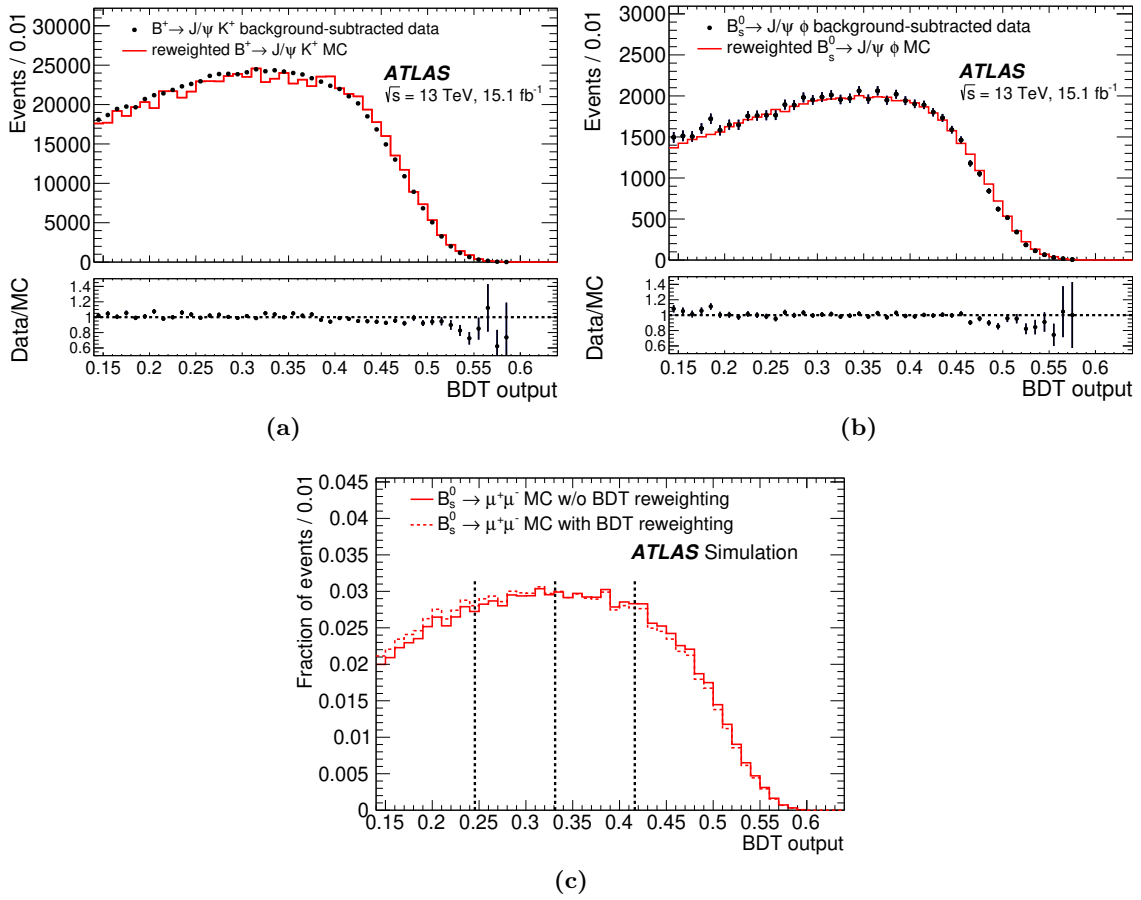 B⁺→ J/ψ K⁺ background-subtracted data
reweighted B⁺→ J/ψ K⁺ MC
ATLAS
√s = 13 TeV, 15.1 fb⁻¹
Events / 0.01
25000
20000
15000
10000
5000
0
Data/MC
1.4
1.2
1
0.8
0.6
0.15 0.2 0.25 0.3 0.35 0.4 0.45 0.5 0.55 0.6
BDT output
(a)
B⁰ₛ→ J/ψ ϕ background-subtracted data
reweighted B⁰ₛ→ J/ψ ϕ MC
ATLAS
√s = 13 TeV, 15.1 fb⁻¹
Events / 0.01
3000
2500
2000
1500
1000
500
0
Data/MC
1.4
1.2
1
0.8
0.6
0.15 0.2 0.25 0.3 0.35 0.4 0.45 0.5 0.55 0.6
BDT output
(b)
B⁰ₛ → μ⁺μ⁻ MC w/o BDT reweighting
B⁰ₛ → μ⁺μ⁻ MC with BDT reweighting
ATLAS Simulation
Fraction of events / 0.01
0.045
0.04
0.035
0.03
0.025
0.02
0.015
0.01
0.005
0
0.15 0.2 0.25 0.3 0.35 0.4 0.45 0.5 0.55 0.6
BDT output
(c)